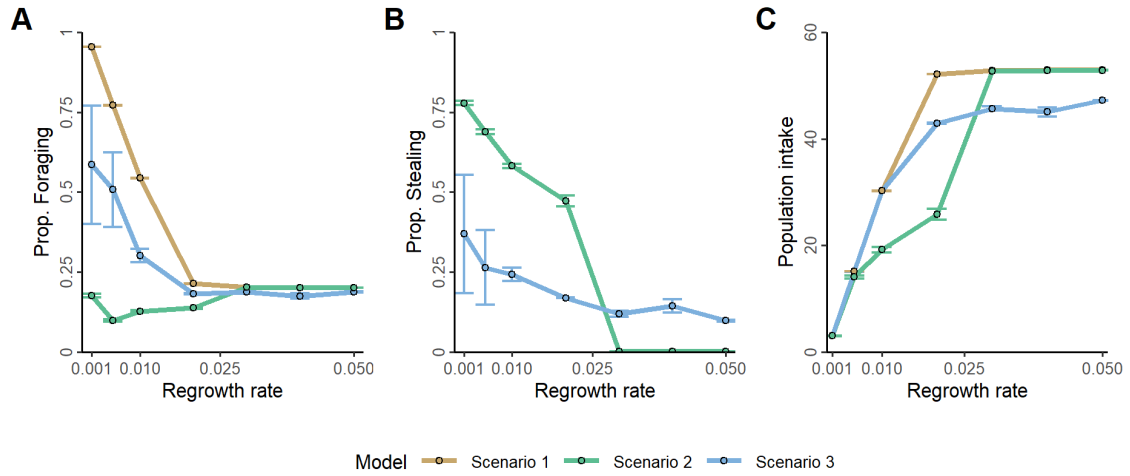 A
B
C
Prop. Foraging
1
0.75
0.5
0.25
0
0.001
0.010
0.025
0.050
Regrowth rate
Prop. Stealing
1
0.75
0.5
0.25
0
0.001
0.010
0.025
0.050
Regrowth rate
Population intake
60
40
20
0
0.001
0.010
0.025
0.050
Regrowth rate
Model
Scenario 1
Scenario 2
Scenario 3